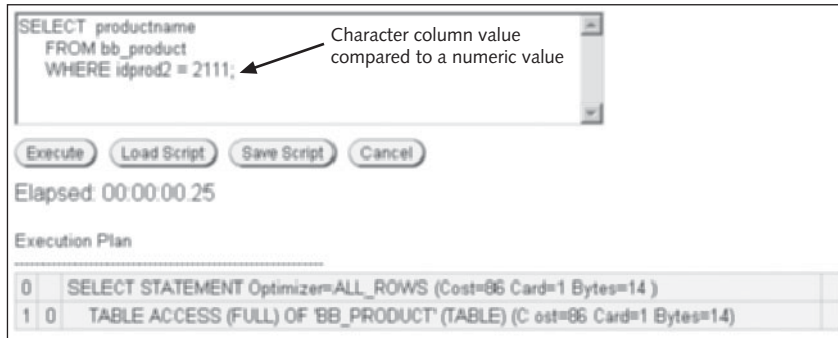 SELECT productname
FROM bb_product
WHERE idprod2 = 2111;
Character column value
compared to a numeric value
Execute Load Script Save Script Cancel
Elapsed: 00:00:00.25
Execution Plan
----------------------------------------------------------
0 SELECT STATEMENT Optimizer=ALL_ROWS (Cost=86 Card=1 Bytes=14 )
1 0 TABLE ACCESS (FULL) OF 'BB_PRODUCT' (TABLE) (C ost=86 Card=1 Bytes=14)